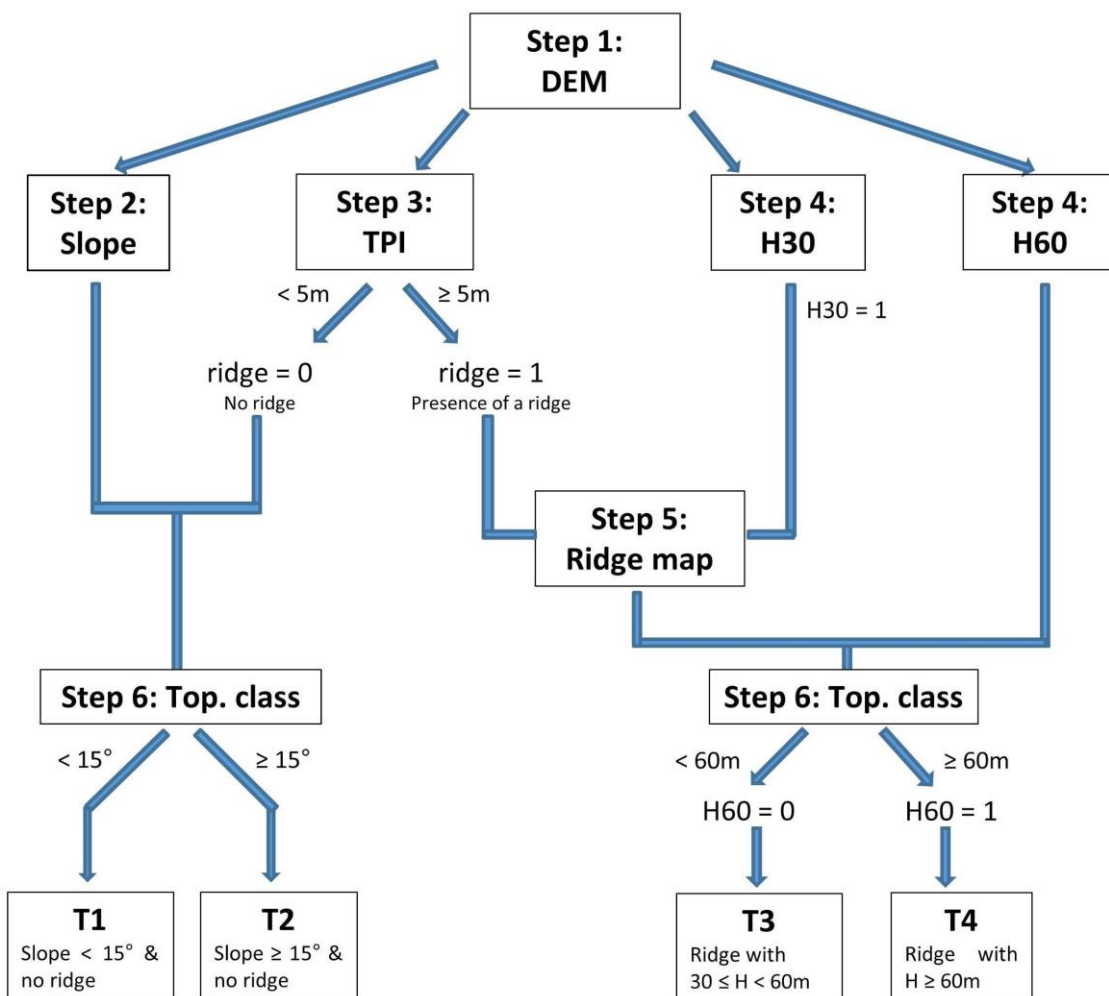 Step 1:
DEM
Step 2:
Slope
Step 3:
TPI
Step 4:
H30
Step 4:
H60
< 5m
≥ 5m
H30 = 1
ridge = 0
No ridge
ridge = 1
Presence of a ridge
Step 5:
Ridge map
Step 6: Top. class
Step 6: Top. class
< 15°
≥ 15°
< 60m
≥ 60m
H60 = 0
H60 = 1
T1
Slope < 15° &
no ridge
T2
Slope ≥ 15° &
no ridge
T3
Ridge with
30 ≤ H < 60m
T4
Ridge with
H ≥ 60m